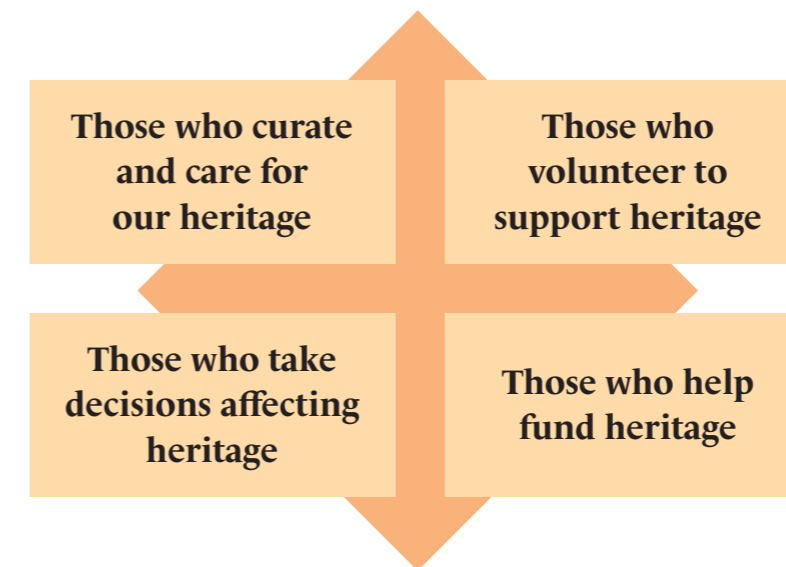 Those who curate
and care for
our heritage
Those who
volunteer to
support heritage
Those who take
decisions affecting
heritage
Those who help
fund heritage